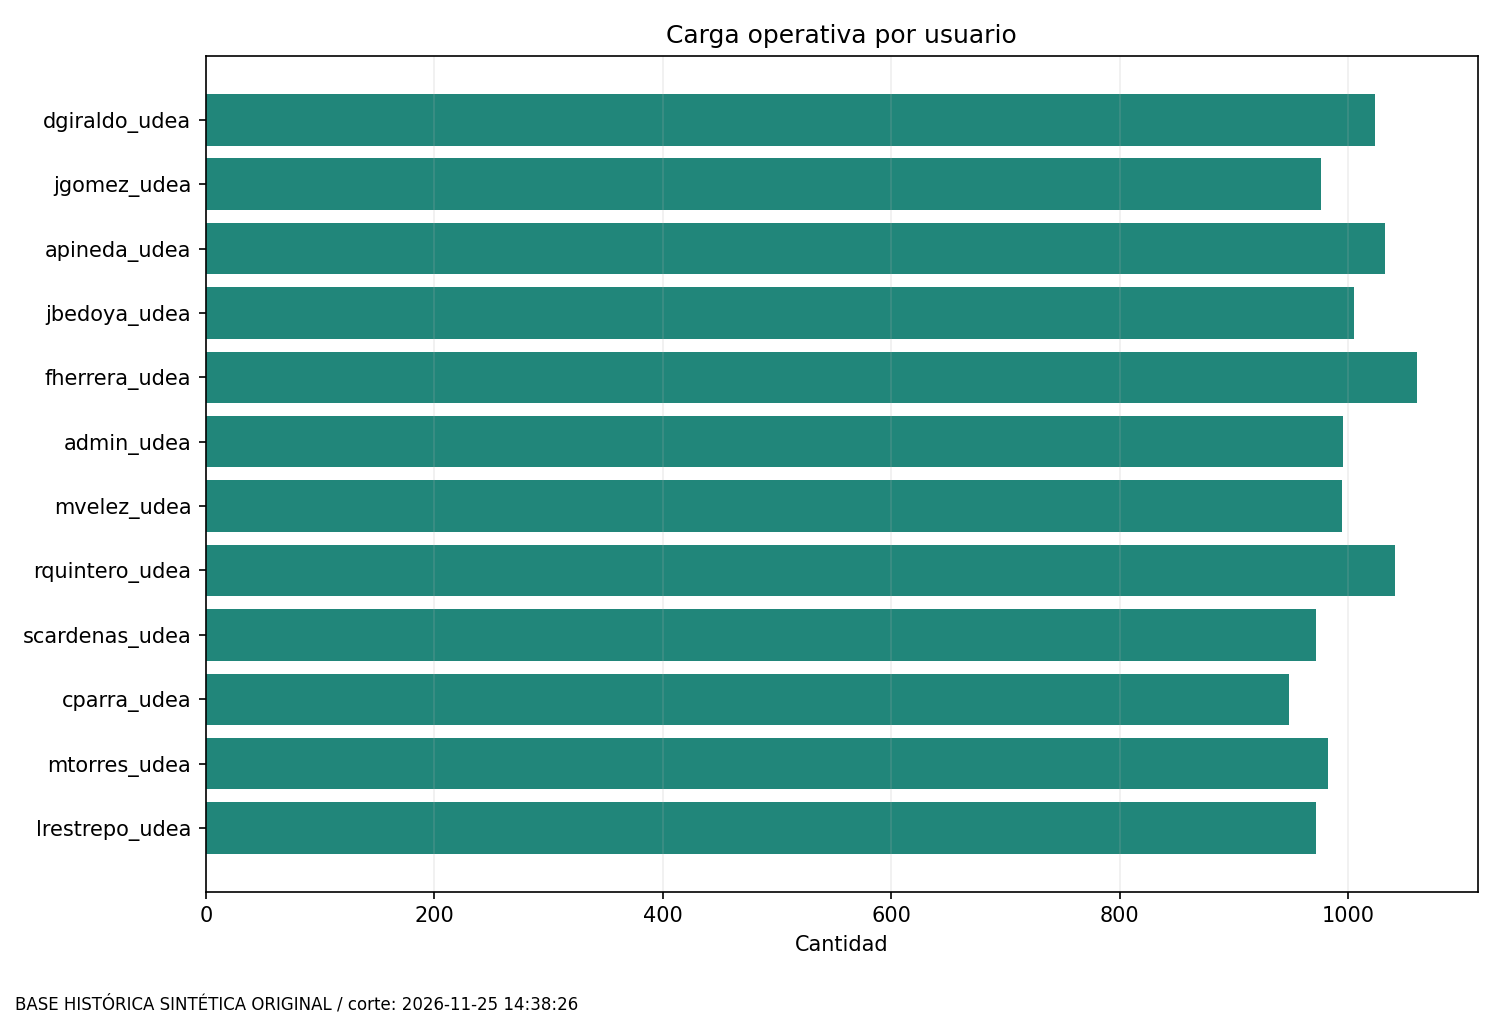 Carga operativa por usuario
dgiraldo_udea
jgomez_udea
apineda_udea
jbedoya_udea
fherrera_udea
admin_udea
mvelez_udea
rquintero_udea
scardenas_udea
cparra_udea
mtorres_udea
lrestrepo_udea
0 200 400 600 800 1000
Cantidad
BASE HISTÓRICA SINTÉTICA ORIGINAL / corte: 2026-11-25 14:38:26